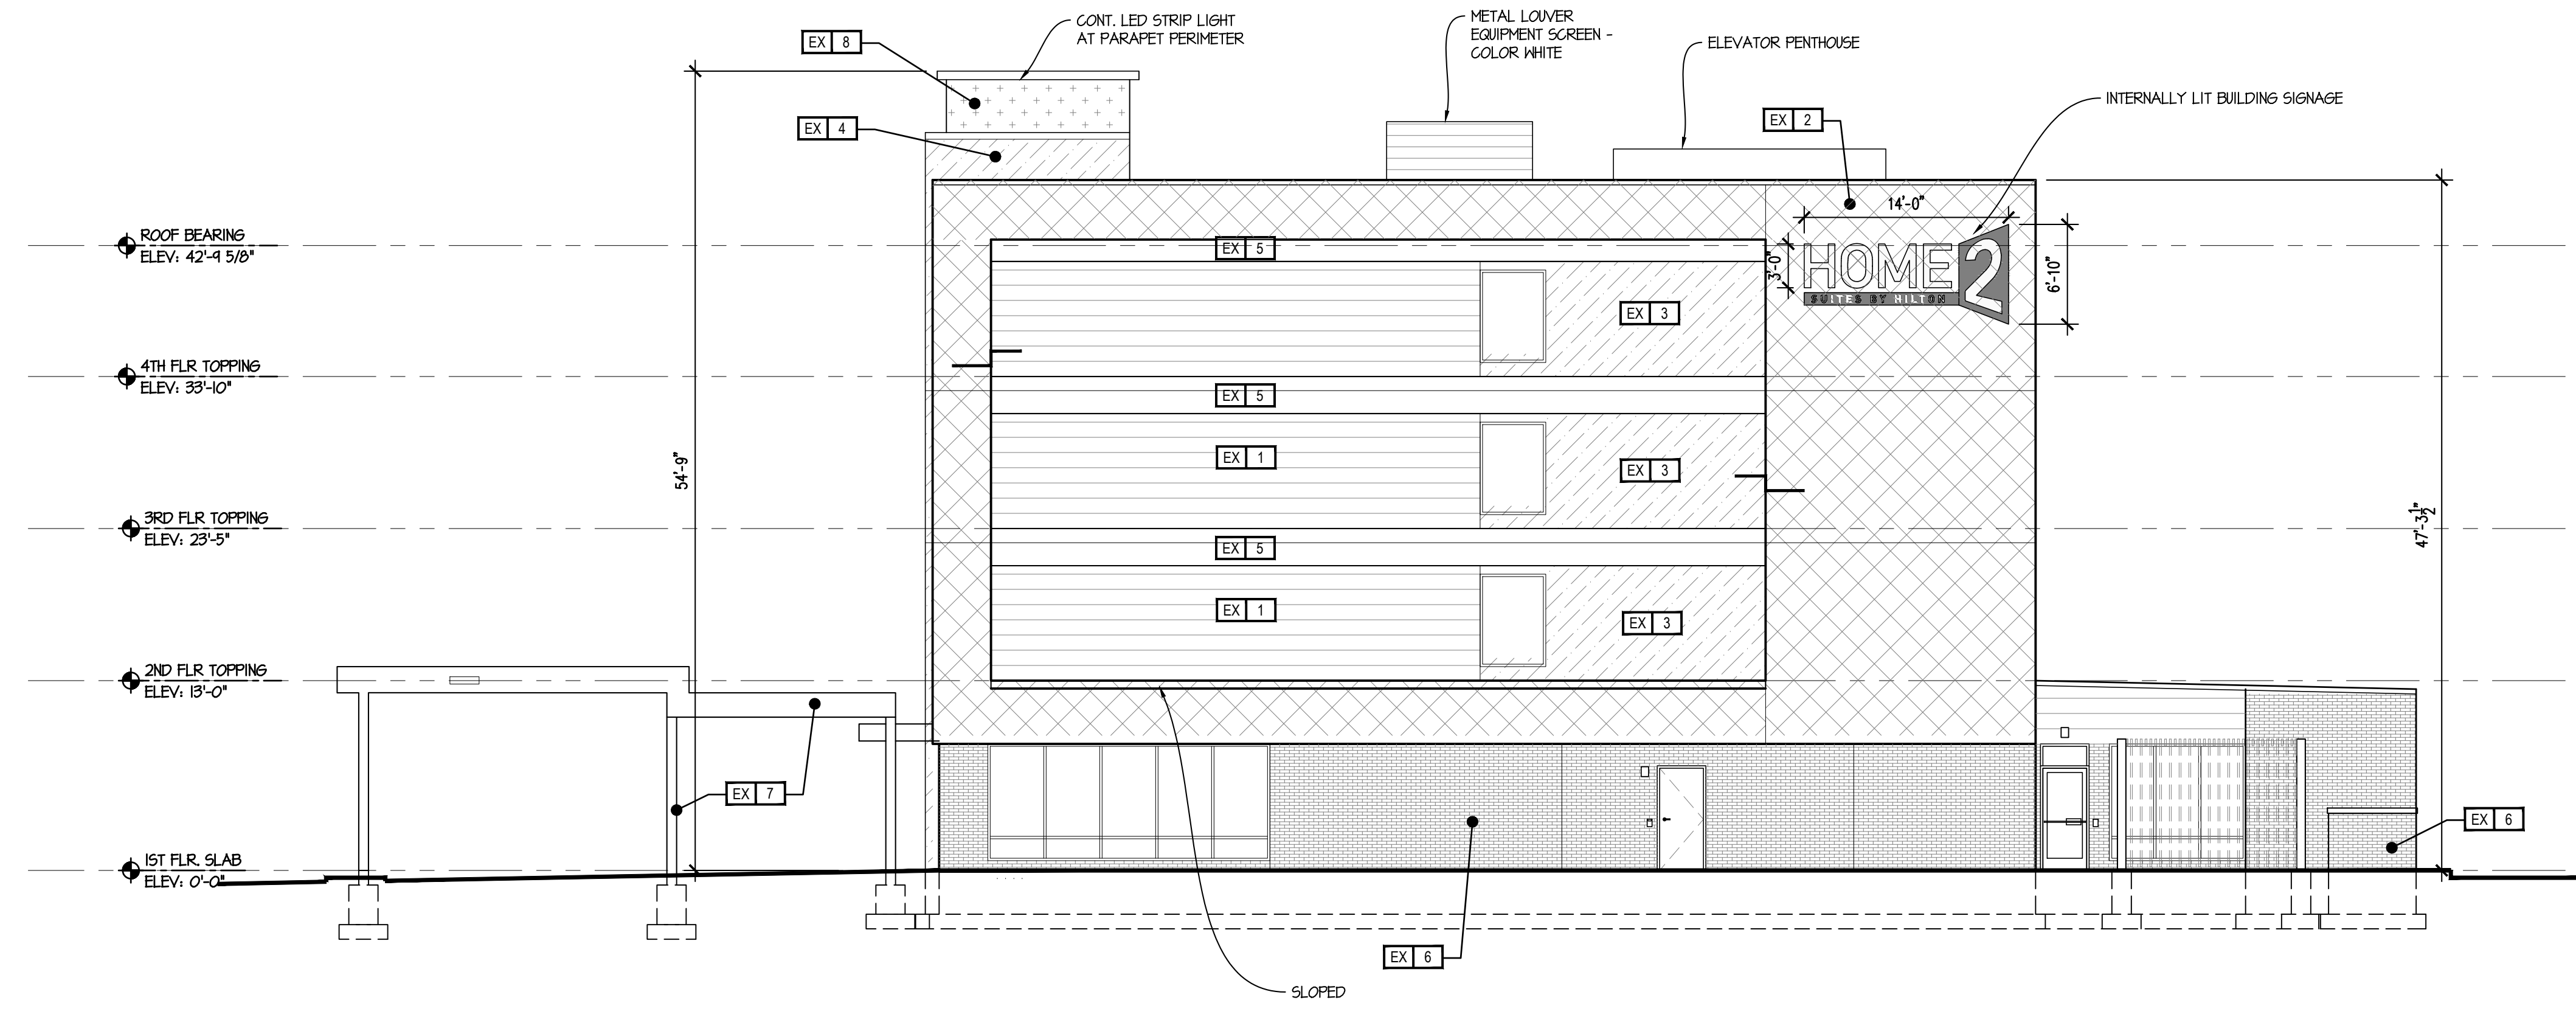 CONT. LED STRIP LIGHT
AT PARAPET PERIMETER
METAL LOUVER
EQUIPMENT SCREEN -
COLOR WHITE
ELEVATOR PENTHOUSE
INTERNALLY LIT BUILDING SIGNAGE
EX 8
EX 4
EX 2
14'-0"
3'-0"
6'-10"
HOME2
SUITES BY HILTON
ROOF BEARING
ELEV: 42'-9 5/8"
EX 5
EX 3
4TH FLR TOPPING
ELEV: 33'-10"
EX 5
EX 1
EX 3
54'-9"
47'-3 1/2"
3RD FLR TOPPING
ELEV: 23'-5"
EX 5
EX 1
EX 3
2ND FLR TOPPING
ELEV: 13'-0"
EX 7
EX 6
1ST FLR. SLAB
ELEV: 0'-0"
EX 6
SLOPED